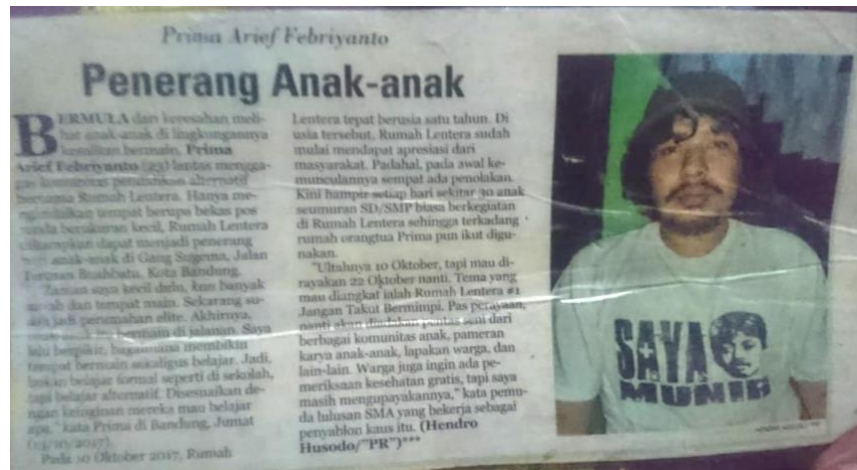 Prima Arief Febriyanto
Penerang Anak-anak
BERMULA dari keresahan meli-
hat anak-anak di lingkungannya
kesulitan bermain, Prima
Arief Febriyanto (23) lantas mengga-
gas komunitas pendidikan alternatif
bernama Rumah Lentera. Hanya me-
ngandalkan tempat berupa bekas pos
ronda berukuran kecil, Rumah Lentera
diharapkan dapat menjadi penerang
bagi anak-anak di Gang Sugema, Jalan
Terusan Buahbatu, Kota Bandung.
"Zaman saya kecil dulu, kan banyak
sawah dan tempat main. Sekarang su-
dah jadi perumahan elite. Akhirnya,
bermain di jalanan. Saya
lalu berpikir, bagaimana membikin
tempat bermain sekaligus belajar. Jadi,
bukan belajar formal seperti di sekolah,
tapi belajar alternatif. Disesuaikan de-
ngan keinginan mereka mau belajar
apa," kata Prima di Bandung, Jumat
(13/10/2017).
Pada 10 Oktober 2017, Rumah
Lentera tepat berusia satu tahun. Di
usia tersebut, Rumah Lentera sudah
mulai mendapat apresiasi dari
masyarakat. Padahal, pada awal ke-
munculannya sempat ada penolakan.
Kini hampir setiap hari sekitar 30 anak
seumuran SD/SMP biasa berkegiatan
di Rumah Lentera sehingga terkadang
rumah orangtua Prima pun ikut digu-
nakan.
"Ultahnya 10 Oktober, tapi mau di-
rayakan 22 Oktober nanti. Tema yang
mau diangkat ialah Rumah Lentera #1
Jangan Takut Bermimpi. Pas perayaan,
nanti akan diadakan pentas seni dari
berbagai komunitas anak, pameran
karya anak-anak, lapakan warga, dan
lain-lain. Warga juga ingin ada pe-
meriksaan kesehatan gratis, tapi saya
masih mengupayakannya," kata pemu-
da lulusan SMA yang bekerja sebagai
penyablon kaus itu. (Hendro
Husodo/"PR")***
SAYA
MUNIR